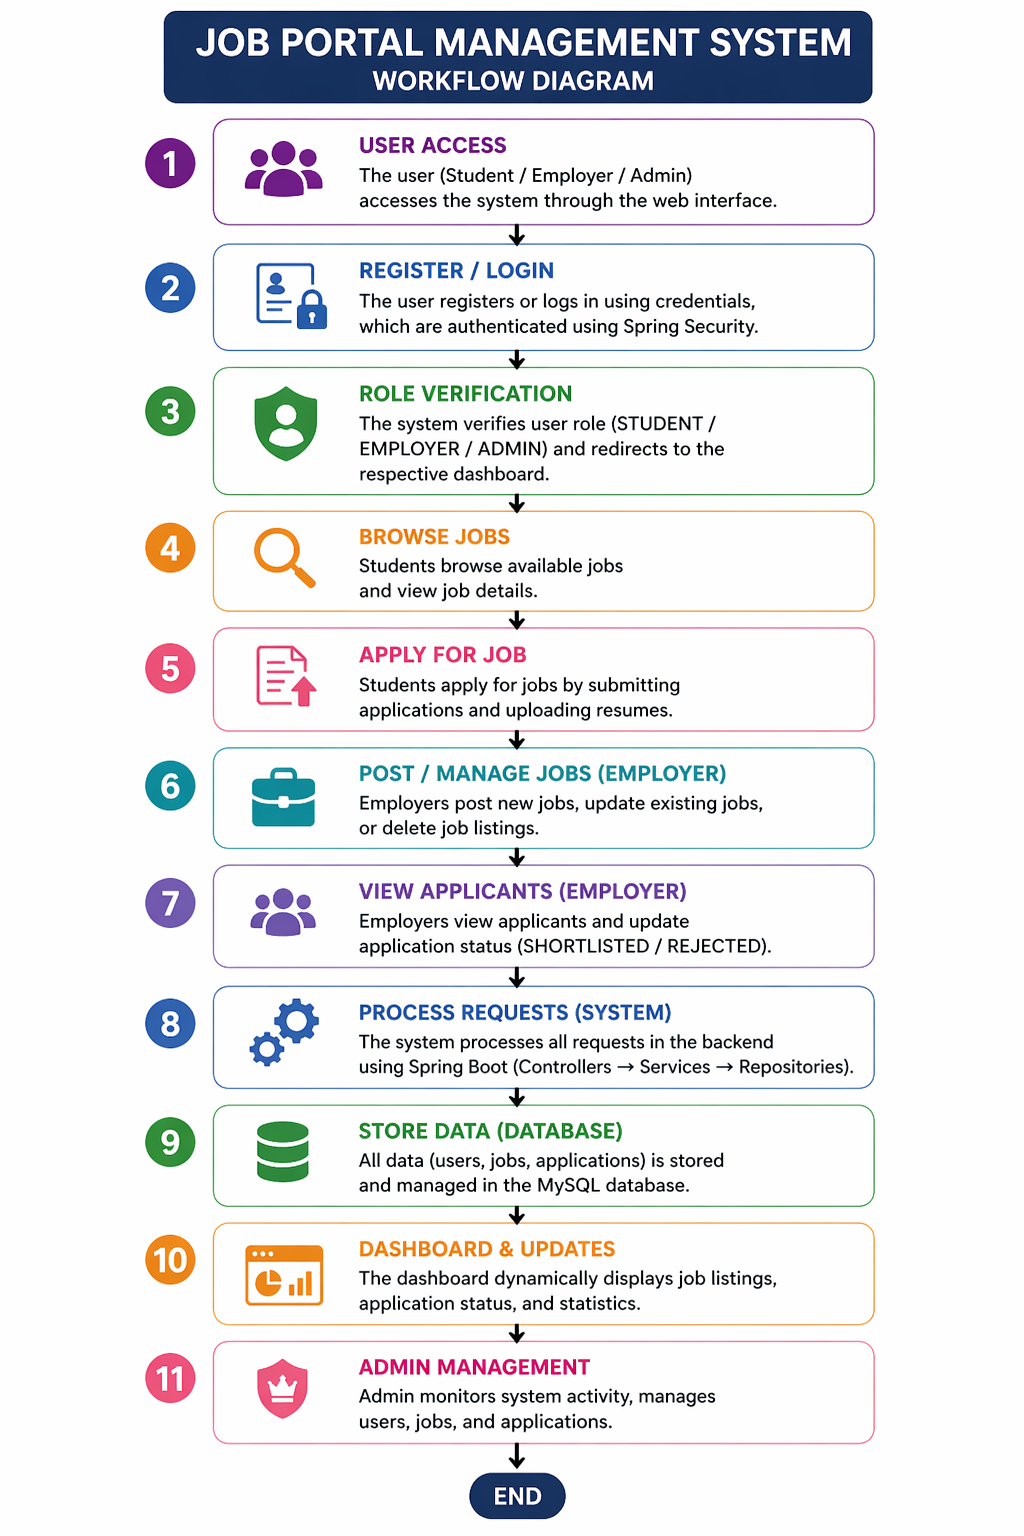 JOB PORTAL MANAGEMENT SYSTEM
WORKFLOW DIAGRAM
1
USER ACCESS
The user (Student / Employer / Admin)
accesses the system through the web interface.
2
REGISTER / LOGIN
The user registers or logs in using credentials,
which are authenticated using Spring Security.
3
ROLE VERIFICATION
The system verifies user role (STUDENT /
EMPLOYER / ADMIN) and redirects to the
respective dashboard.
4
BROWSE JOBS
Students browse available jobs
and view job details.
5
APPLY FOR JOB
Students apply for jobs by submitting
applications and uploading resumes.
6
POST / MANAGE JOBS (EMPLOYER)
Employers post new jobs, update existing jobs,
or delete job listings.
7
VIEW APPLICANTS (EMPLOYER)
Employers view applicants and update
application status (SHORTLISTED / REJECTED).
8
PROCESS REQUESTS (SYSTEM)
The system processes all requests in the backend
using Spring Boot (Controllers → Services → Repositories).
9
STORE DATA (DATABASE)
All data (users, jobs, applications) is stored
and managed in the MySQL database.
10
DASHBOARD & UPDATES
The dashboard dynamically displays job listings,
application status, and statistics.
11
ADMIN MANAGEMENT
Admin monitors system activity, manages
users, jobs, and applications.
END